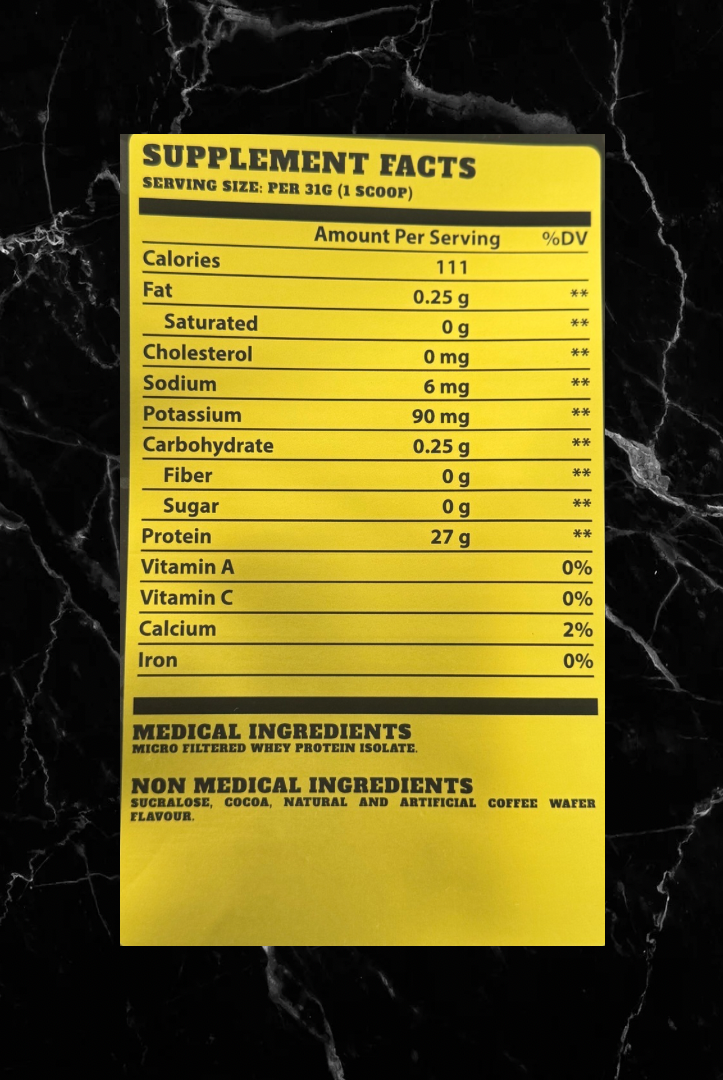 SUPPLEMENT FACTS
SERVING SIZE: PER 31G (1 SCOOP)
Amount Per Serving %DV
Calories 111
Fat 0.25 g **
Saturated 0 g **
Cholesterol 0 mg **
Sodium 6 mg **
Potassium 90 mg **
Carbohydrate 0.25 g **
Fiber 0 g **
Sugar 0 g **
Protein 27 g **
Vitamin A 0%
Vitamin C 0%
Calcium 2%
Iron 0%
MEDICAL INGREDIENTS
MICRO FILTERED WHEY PROTEIN ISOLATE.
NON MEDICAL INGREDIENTS
SUCRALOSE, COCOA, NATURAL AND ARTIFICIAL COFFEE WAFER
FLAVOUR.